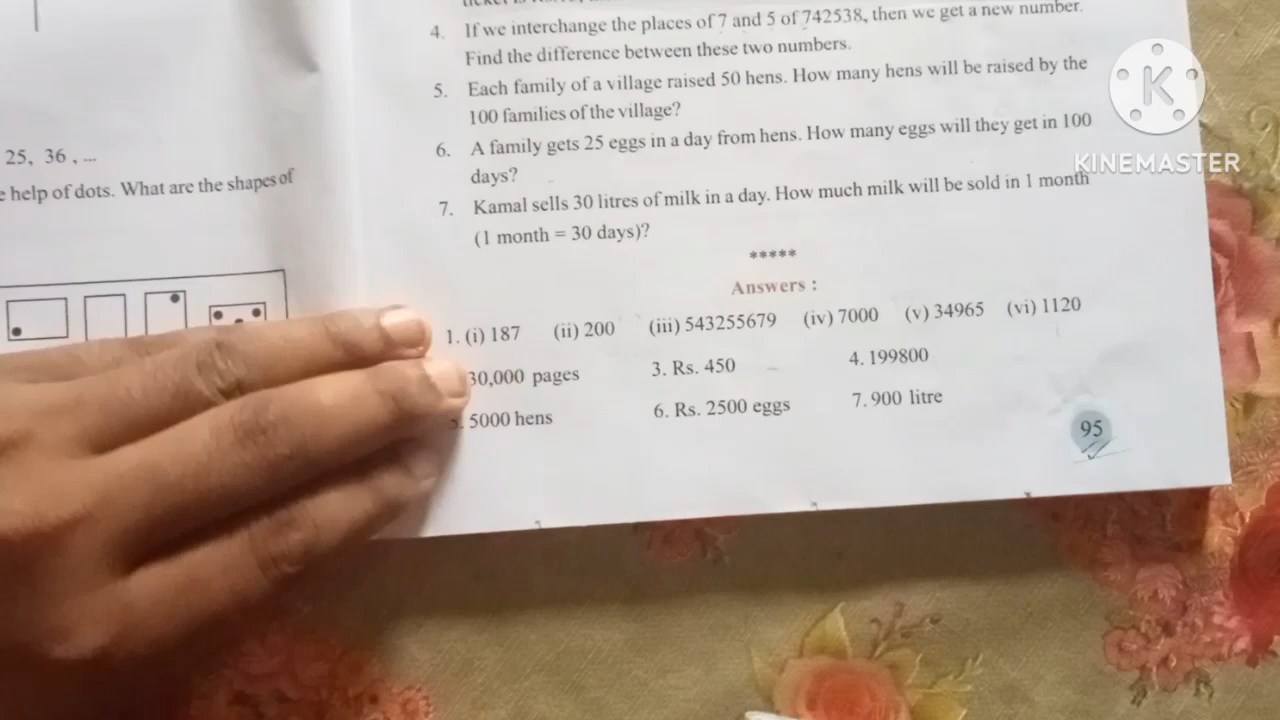 25, 36 , ...
help of dots. What are the shapes of
4. If we interchange the places of 7 and 5 of 742538, then we get a new number.
Find the difference between these two numbers.
5. Each family of a village raised 50 hens. How many hens will be raised by the
100 families of the village?
6. A family gets 25 eggs in a day from hens. How many eggs will they get in 100
days?
7. Kamal sells 30 litres of milk in a day. How much milk will be sold in 1 month
(1 month = 30 days)?
*****
Answers :
1. (i) 187 (ii) 200 (iii) 543255679 (iv) 7000 (v) 34965 (vi) 1120
30,000 pages 3. Rs. 450 4. 199800
5000 hens 6. Rs. 2500 eggs 7. 900 litre
95
K
KINEMASTER